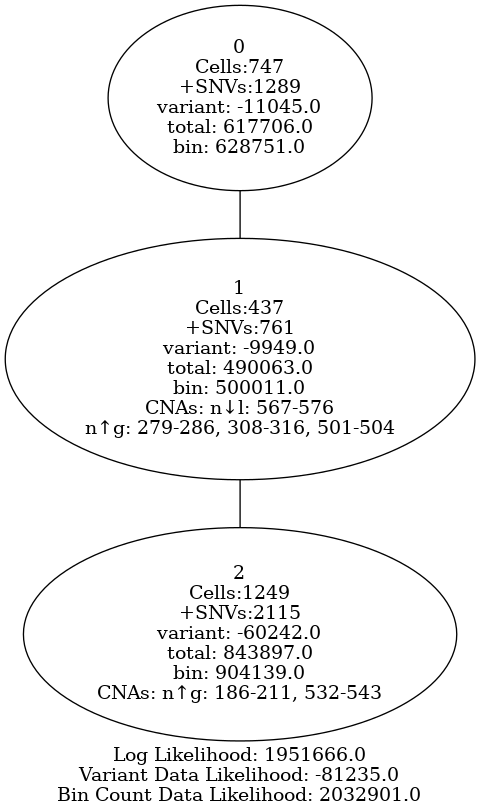 0
Cells:747
+SNVs:1289
variant: -11045.0
total: 617706.0
bin: 628751.0
1
Cells:437
+SNVs:761
variant: -9949.0
total: 490063.0
bin: 500011.0
CNAs: n↓l: 567-576
n↑g: 279-286, 308-316, 501-504
2
Cells:1249
+SNVs:2115
variant: -60242.0
total: 843897.0
bin: 904139.0
CNAs: n↑g: 186-211, 532-543
Log Likelihood: 1951666.0
Variant Data Likelihood: -81235.0
Bin Count Data Likelihood: 2032901.0